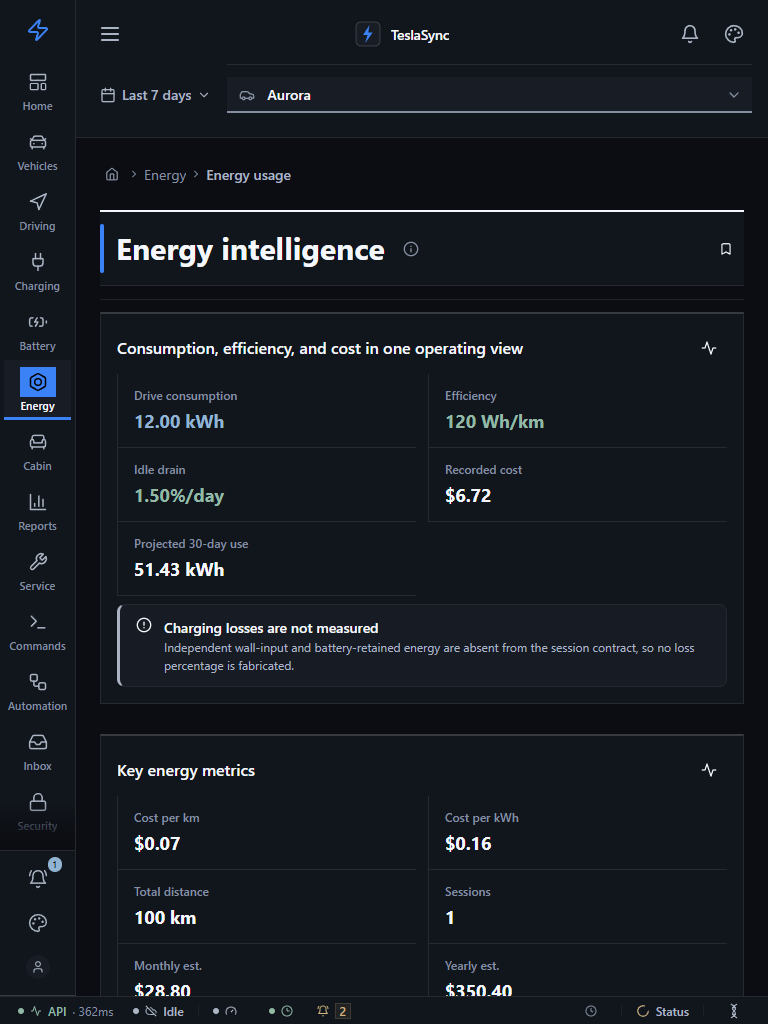 TeslaSync
Last 7 days
Aurora
Home
Vehicles
Driving
Charging
Battery
Energy
Cabin
Reports
Service
Commands
Automation
Inbox
Security
1
Energy
Energy usage
Energy intelligence
Consumption, efficiency, and cost in one operating view
Drive consumption
12.00 kWh
Efficiency
120 Wh/km
Idle drain
1.50%/day
Recorded cost
$6.72
Projected 30-day use
51.43 kWh
Charging losses are not measured
Independent wall-input and battery-retained energy are absent from the session contract, so no loss
percentage is fabricated.
Key energy metrics
Cost per km
$0.07
Cost per kWh
$0.16
Total distance
100 km
Sessions
1
Monthly est.
$28.80
Yearly est.
$350.40
API · 362ms
Idle
2
Status